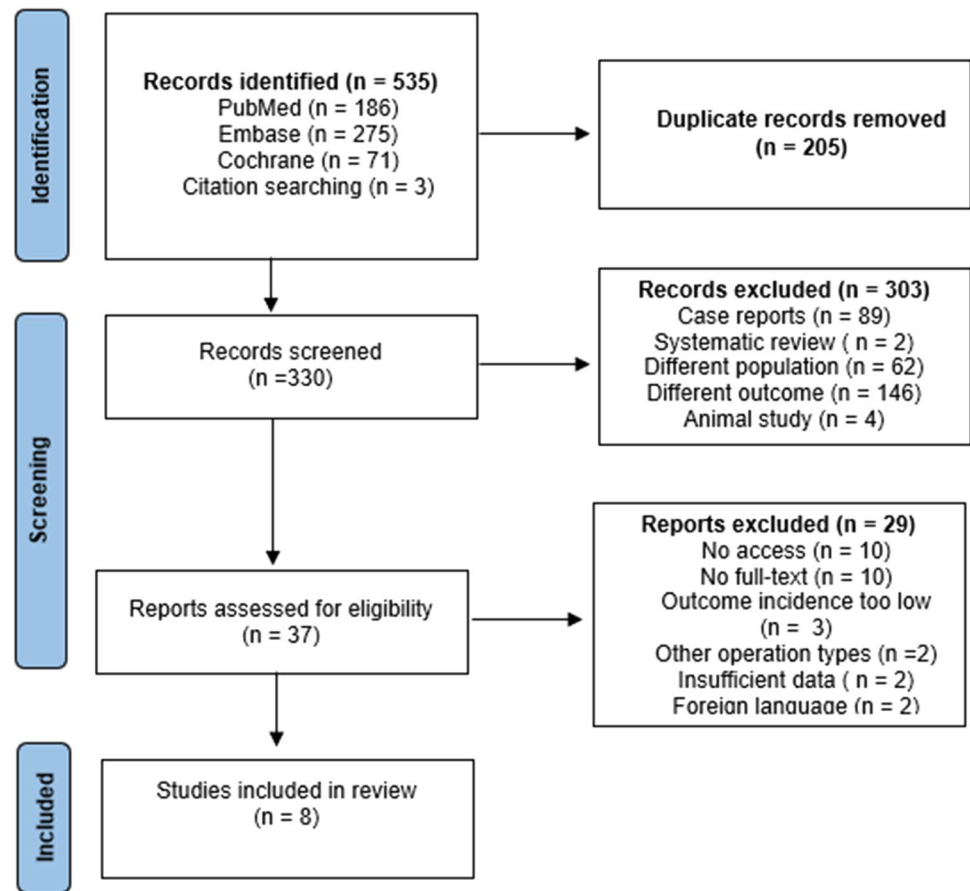 Identification
Records identified (n = 535)
PubMed (n = 186)
Embase (n = 275)
Cochrane (n = 71)
Citation searching (n = 3)
Duplicate records removed
(n = 205)
Screening
Records screened
(n =330)
Records excluded (n = 303)
Case reports (n = 89)
Systematic review ( n = 2)
Different population (n = 62)
Different outcome (n = 146)
Animal study (n = 4)
Reports assessed for eligibility
(n = 37)
Reports excluded (n = 29)
No access (n = 10)
No full-text (n = 10)
Outcome incidence too low
(n = 3)
Other operation types (n =2)
Insufficient data ( n = 2)
Foreign language (n = 2)
Included
Studies included in review
(n = 8)